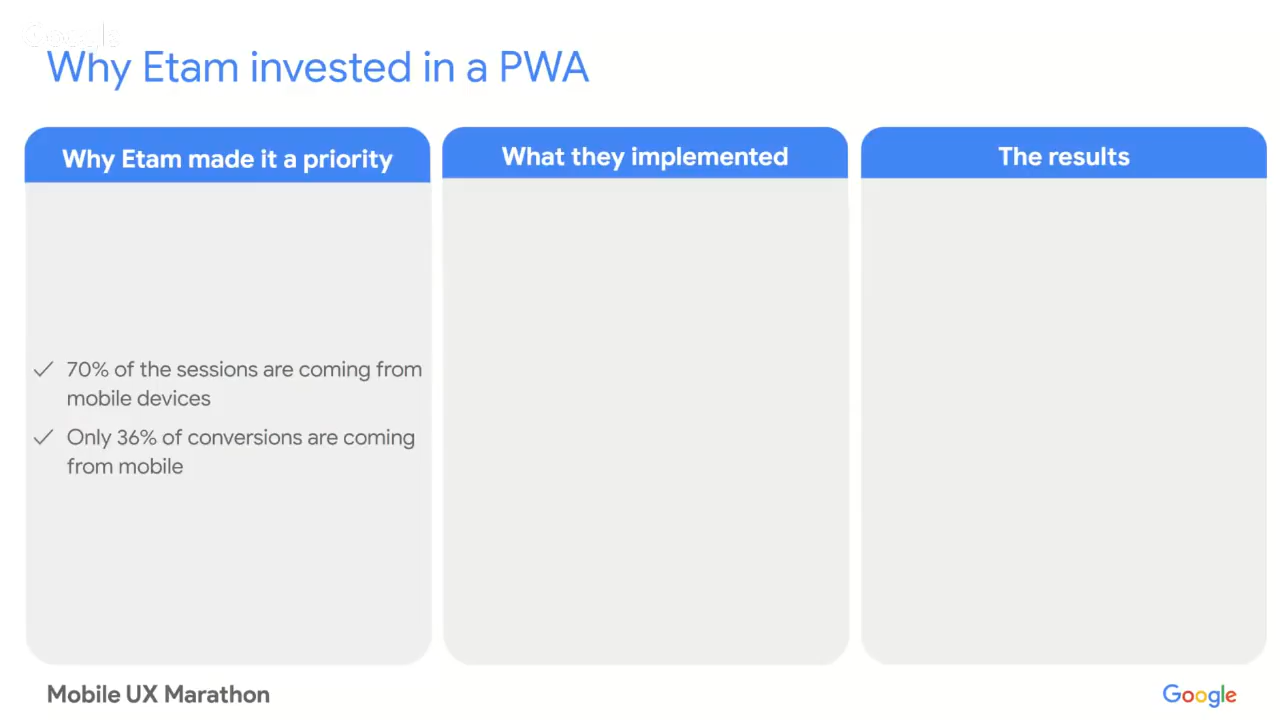 Google
Why Etam invested in a PWA
Why Etam made it a priority
What they implemented
The results
70% of the sessions are coming from
mobile devices
Only 36% of conversions are coming
from mobile
Mobile UX Marathon
Google